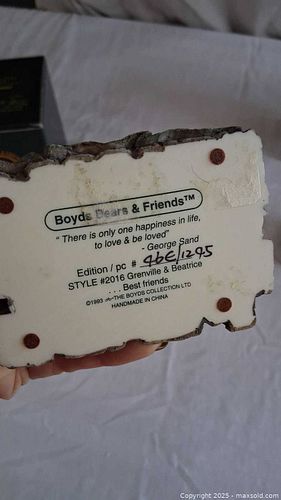 Boyds Bears & Friends™
"There is only one happiness in life,
to love & be loved"
- George Sand
Edition / pc # 46E/1295
STYLE #2016 Grenville & Beatrice
. . . Best friends
©1993 THE BOYDS COLLECTION LTD
HANDMADE IN CHINA
Copyright 2025 - maxsold.com